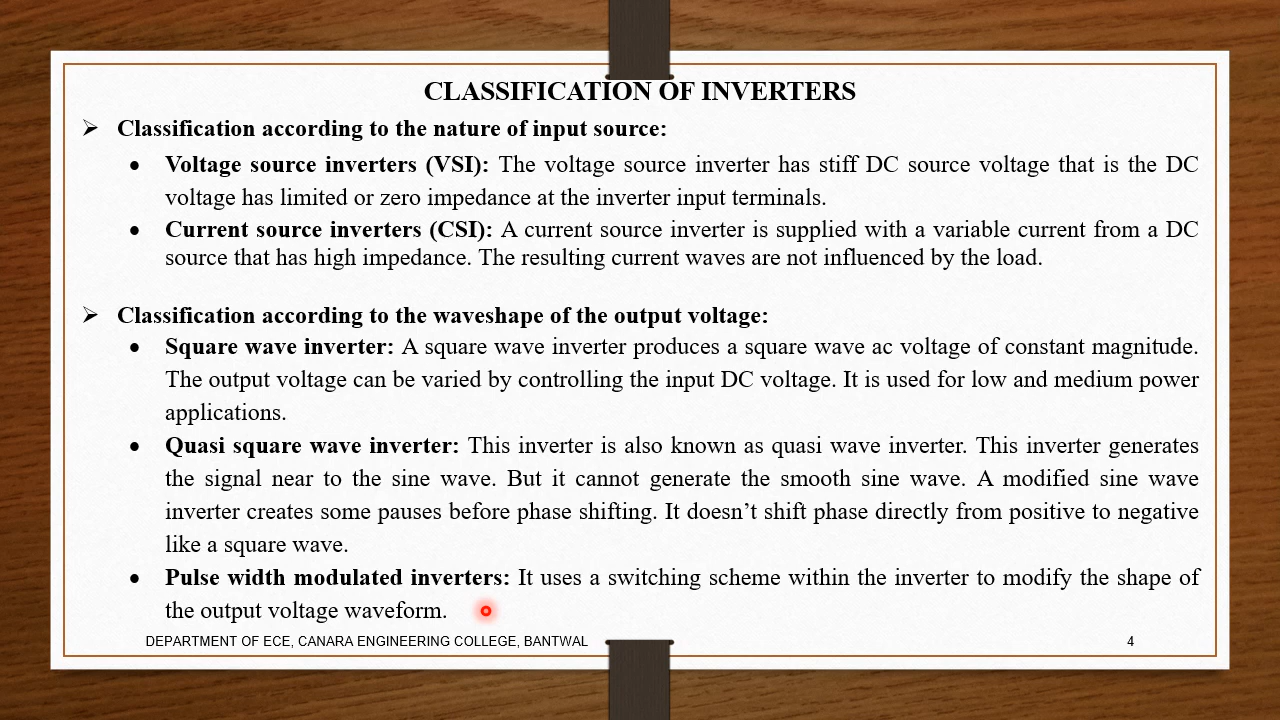 CLASSIFICATION OF INVERTERS
➢ Classification according to the nature of input source:
• Voltage source inverters (VSI): The voltage source inverter has stiff DC source voltage that is the DC
voltage has limited or zero impedance at the inverter input terminals.
• Current source inverters (CSI): A current source inverter is supplied with a variable current from a DC
source that has high impedance. The resulting current waves are not influenced by the load.
➢ Classification according to the waveshape of the output voltage:
• Square wave inverter: A square wave inverter produces a square wave ac voltage of constant magnitude.
The output voltage can be varied by controlling the input DC voltage. It is used for low and medium power
applications.
• Quasi square wave inverter: This inverter is also known as quasi wave inverter. This inverter generates
the signal near to the sine wave. But it cannot generate the smooth sine wave. A modified sine wave
inverter creates some pauses before phase shifting. It doesn’t shift phase directly from positive to negative
like a square wave.
• Pulse width modulated inverters: It uses a switching scheme within the inverter to modify the shape of
the output voltage waveform.
DEPARTMENT OF ECE, CANARA ENGINEERING COLLEGE, BANTWAL 4